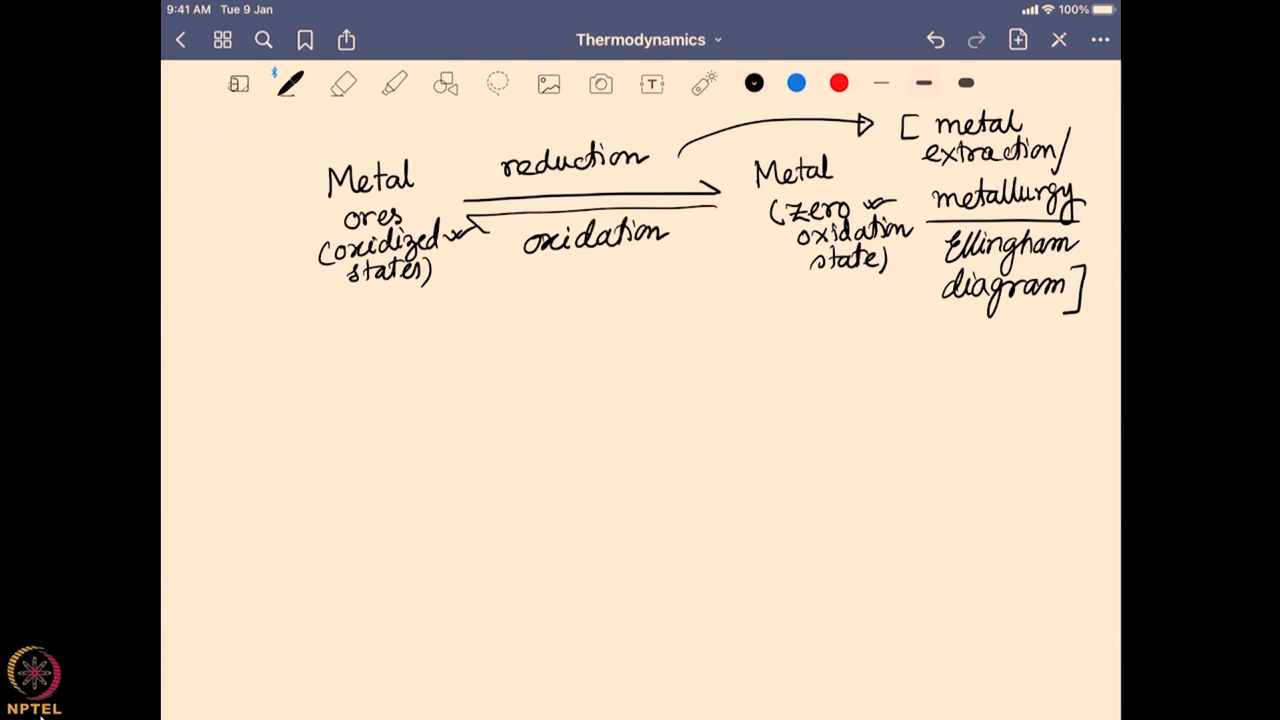 9:41 AM Tue 9 Jan
100%
Thermodynamics
T
[ metal
extraction/
metallurgy
Ellingham
diagram]
reduction
Metal
ores
(oxidized
states)
oxidation
Metal
(zero
oxidation
state)
NPTEL